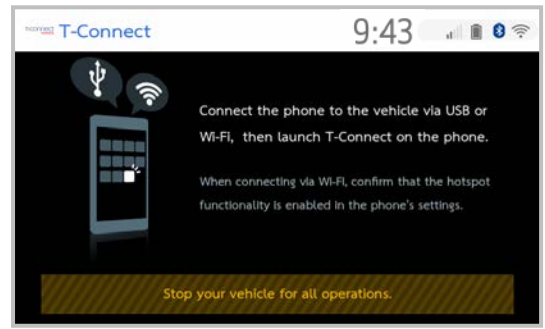 T-Connect T-Connect 9:43
Connect the phone to the vehicle via USB or
Wi-Fi, then launch T-Connect on the phone.
When connecting via Wi-Fi, confirm that the hotspot
functionality is enabled in the phone's settings.
Stop your vehicle for all operations.